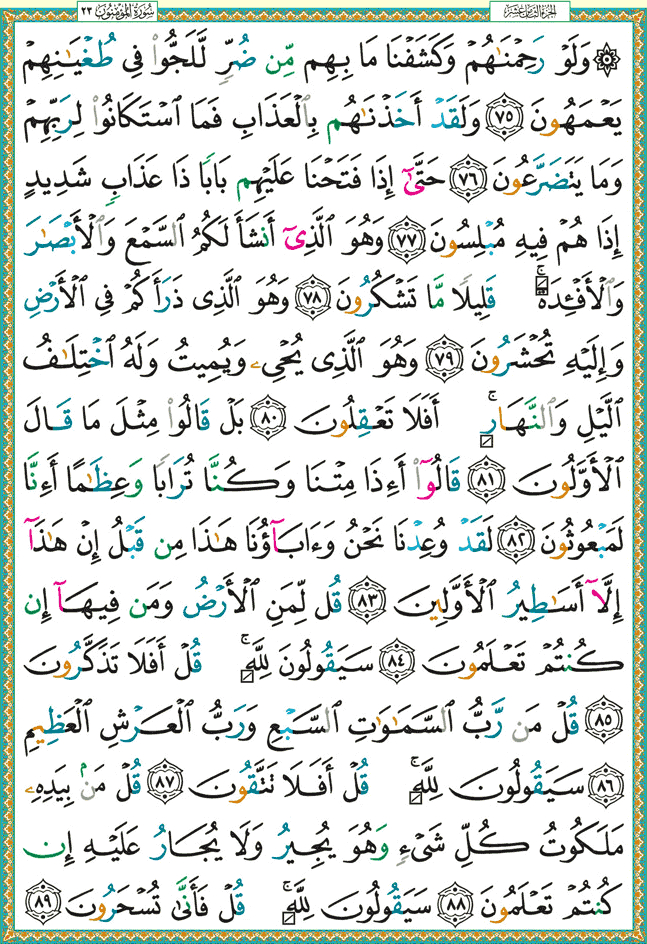 سورة المؤمنون ٢٣
الجزء الثامن عشر
۞ وَلَوْ رَحِمْنَـٰهُمْ وَكَشَفْنَا مَا بِهِم مِّن ضُرٍّ لَّلَجُّوا۟ فِى طُغْيَـٰنِهِمْ
يَعْمَهُونَ ٧٥ وَلَقَدْ أَخَذْنَـٰهُم بِٱلْعَذَابِ فَمَا ٱسْتَكَانُوا۟ لِرَبِّهِمْ
وَمَا يَتَضَرَّعُونَ ٧٦ حَتَّىٰٓ إِذَا فَتَحْنَا عَلَيْهِم بَابًا ذَا عَذَابٍ شَدِيدٍ
إِذَا هُمْ فِيهِ مُبْلِسُونَ ٧٧ وَهُوَ ٱلَّذِىٓ أَنشَأَ لَكُمُ ٱلسَّمْعَ وَٱلْأَبْصَـٰرَ
وَٱلْأَفْـِٔدَةَ ۚ قَلِيلًا مَّا تَشْكُرُونَ ٧٨ وَهُوَ ٱلَّذِى ذَرَأَكُمْ فِى ٱلْأَرْضِ
وَإِلَيْهِ تُحْشَرُونَ ٧٩ وَهُوَ ٱلَّذِى يُحْىِۦ وَيُمِيتُ وَلَهُ ٱخْتِلَـٰفُ
ٱلَّيْلِ وَٱلنَّهَارِ ۚ أَفَلَا تَعْقِلُونَ ٨٠ بَلْ قَالُوا۟ مِثْلَ مَا قَالَ
ٱلْأَوَّلُونَ ٨١ قَالُوٓا۟ أَءِذَا مِتْنَا وَكُنَّا تُرَابًا وَعِظَـٰمًا أَءِنَّا
لَمَبْعُوثُونَ ٨٢ لَقَدْ وُعِدْنَا نَحْنُ وَءَابَآؤُنَا هَـٰذَا مِن قَبْلُ إِنْ هَـٰذَآ
إِلَّآ أَسَـٰطِيرُ ٱلْأَوَّلِينَ ٨٣ قُل لِّمَنِ ٱلْأَرْضُ وَمَن فِيهَآ إِن
كُنتُمْ تَعْلَمُونَ ٨٤ سَيَقُولُونَ لِلَّهِ ۚ قُلْ أَفَلَا تَذَكَّرُونَ
٨٥ قُلْ مَن رَّبُّ ٱلسَّمَـٰوَٰتِ ٱلسَّبْعِ وَرَبُّ ٱلْعَرْشِ ٱلْعَظِيمِ
٨٦ سَيَقُولُونَ لِلَّهِ ۚ قُلْ أَفَلَا تَتَّقُونَ ٨٧ قُلْ مَنۢ بِيَدِهِۦ
مَلَكُوتُ كُلِّ شَىْءٍ وَهُوَ يُجِيرُ وَلَا يُجَارُ عَلَيْهِ إِن
كُنتُمْ تَعْلَمُونَ ٨٨ سَيَقُولُونَ لِلَّهِ ۚ قُلْ فَأَنَّىٰ تُسْحَرُونَ ٨٩